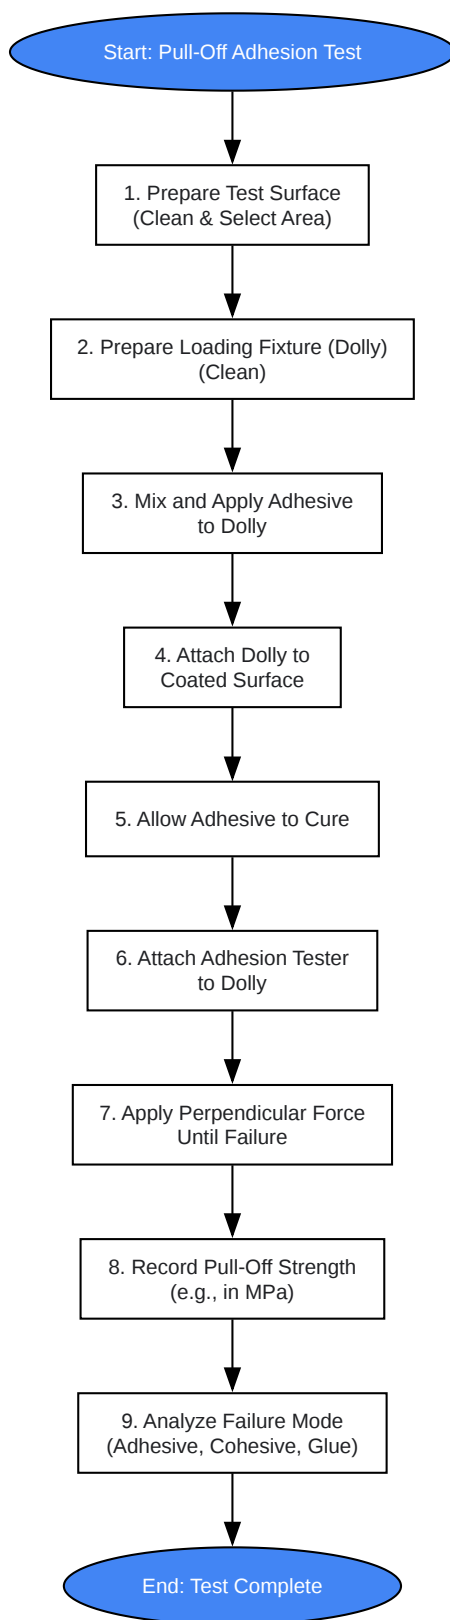 Start: Pull-Off Adhesion Test
1. Prepare Test Surface
(Clean & Select Area)
2. Prepare Loading Fixture (Dolly)
(Clean)
3. Mix and Apply Adhesive
to Dolly
4. Attach Dolly to
Coated Surface
5. Allow Adhesive to Cure
6. Attach Adhesion Tester
to Dolly
7. Apply Perpendicular Force
Until Failure
8. Record Pull-Off Strength
(e.g., in MPa)
9. Analyze Failure Mode
(Adhesive, Cohesive, Glue)
End: Test Complete